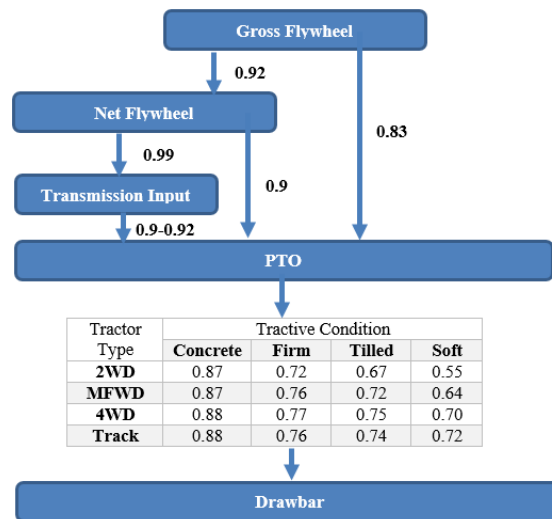 Gross Flywheel
0.92
Net Flywheel
0.83
0.99
0.9
Transmission Input
0.9-0.92
PTO
Tractor Type Tractive Condition
Concrete Firm Tilled Soft
2WD 0.87 0.72 0.67 0.55
MFWD 0.87 0.76 0.72 0.64
4WD 0.88 0.77 0.75 0.70
Track 0.88 0.76 0.74 0.72
Drawbar